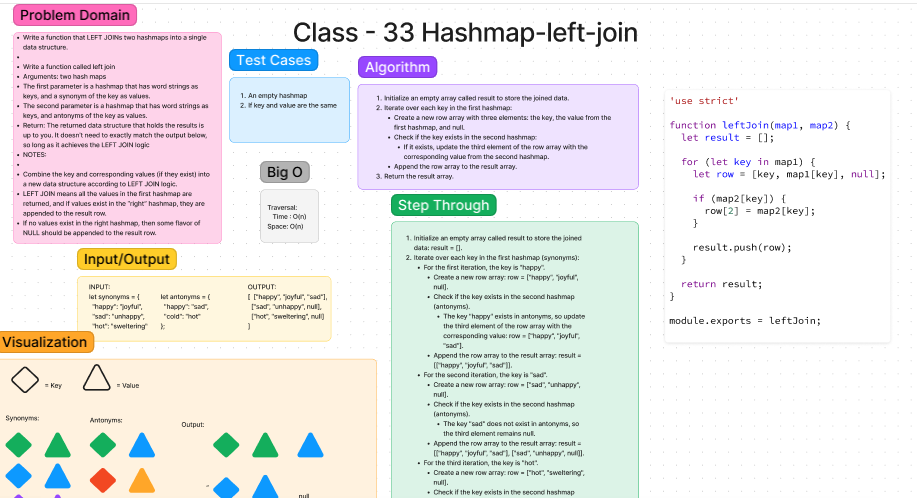 Class - 33 Hashmap-left-join
Problem Domain
• Write a function that LEFT JOINs two hashmaps into a single
data structure.
•
• Write a function called left join
• Arguments: two hash maps
• The first parameter is a hashmap that has word strings as
keys, and a synonym of the key as values.
• The second parameter is a hashmap that has word strings as
keys, and antonyms of the key as values.
• Return: The returned data structure that holds the results is
up to you. It doesn't need to exactly match the output below,
so long as it achieves the LEFT JOIN logic
• NOTES:
•
• Combine the key and corresponding values (if they exist) into
a new data structure according to LEFT JOIN logic.
• LEFT JOIN means all the values in the first hashmap are
returned, and if values exist in the "right" hashmap, they are
appended to the result row.
• If no values exist in the right hashmap, then some flavor of
NULL should be appended to the result row.
Test Cases
1. An empty hashmap
2. If key and value are the same
Big O
Traversal:
Time : O(n)
Space: O(n)
Algorithm
1. Initialize an empty array called result to store the joined data.
2. Iterate over each key in the first hashmap:
• Create a new row array with three elements: the key, the value from the
first hashmap, and null.
• Check if the key exists in the second hashmap:
• If it exists, update the third element of the row array with the
corresponding value from the second hashmap.
• Append the row array to the result array.
3. Return the result array.
Input/Output
INPUT:
let synonyms = {
"happy": "joyful",
"sad": "unhappy",
"hot": "sweltering"
let antonyms = {
"happy": "sad",
"cold": "hot"
};
OUTPUT:
[ ["happy", "joyful", "sad"],
["sad", "unhappy", null],
["hot", "sweltering", null]
]
Step Through
1. Initialize an empty array called result to store the joined
data: result = [].
2. Iterate over each key in the first hashmap (synonyms):
• For the first iteration, the key is "happy".
• Create a new row array: row = ["happy", "joyful",
null].
• Check if the key exists in the second hashmap
(antonyms).
• The key "happy" exists in antonyms, so update
the third element of the row array with the
corresponding value: row = ["happy", "joyful",
"sad"].
• Append the row array to the result array: result =
[["happy", "joyful", "sad"]].
• For the second iteration, the key is "sad".
• Create a new row array: row = ["sad", "unhappy",
null].
• Check if the key exists in the second hashmap
(antonyms).
• The key "sad" does not exist in antonyms, so
the third element remains null.
• Append the row array to the result array: result =
[["happy", "joyful", "sad"], ["sad", "unhappy", null]].
• For the third iteration, the key is "hot".
• Create a new row array: row = ["hot", "sweltering",
null].
• Check if the key exists in the second hashmap
Visualization
= Key
= Value
Synonyms:
Antonyms:
Output:
null
'use strict'
function leftJoin(map1, map2) {
let result = [];
for (let key in map1) {
let row = [key, map1[key], null];
if (map2[key]) {
row[2] = map2[key];
}
result.push(row);
}
return result;
}
module.exports = leftJoin;